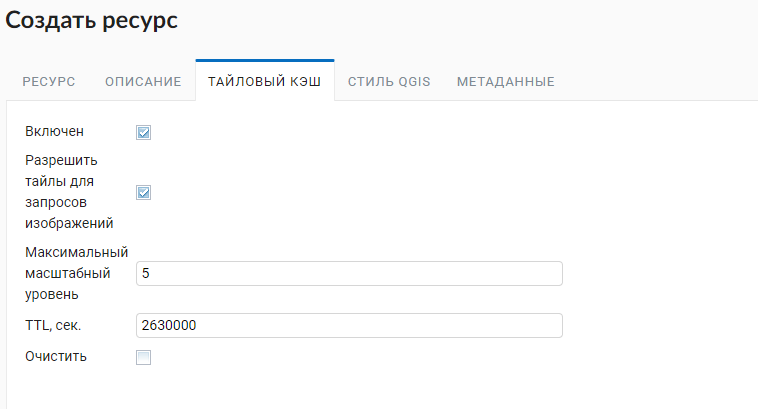 Создать ресурс
РЕСУРС ОПИСАНИЕ ТАЙЛОВЫЙ КЭШ СТИЛЬ QGIS МЕТАДАННЫЕ
Включен
Разрешить
тайлы для
запросов
изображений
Максимальный
масштабный
уровень
5
TTL, сек.
2630000
Очистить